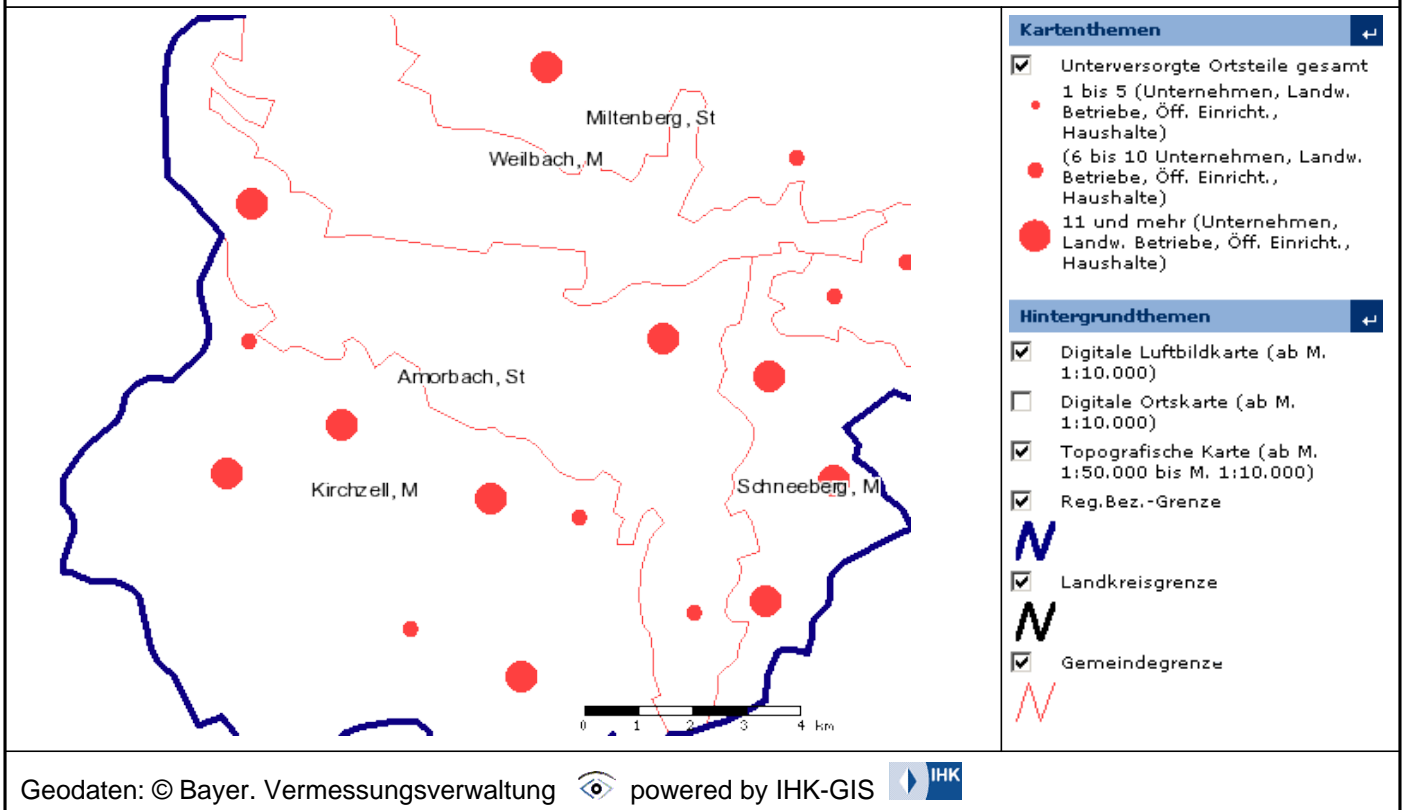 Miltenberg, St
Weilbach, M
Amorbach, St
Kirchzell, M
Schneeberg, M
0 1 2 3 4 km
Kartenthemen
Unterversorgte Ortsteile gesamt
1 bis 5 (Unternehmen, Landw.
Betriebe, Öff. Einricht.,
Haushalte)
(6 bis 10 Unternehmen, Landw.
Betriebe, Öff. Einricht.,
Haushalte)
11 und mehr (Unternehmen,
Landw. Betriebe, Öff. Einricht.,
Haushalte)
Hintergrundthemen
Digitale Luftbildkarte (ab M.
1:10.000)
Digitale Ortskarte (ab M.
1:10.000)
Topografische Karte (ab M.
1:50.000 bis M. 1:10.000)
Reg.Bez.-Grenze
Landkreisgrenze
Gemeindegrenze
Geodaten: © Bayer. Vermessungsverwaltung powered by IHK-GIS IHK